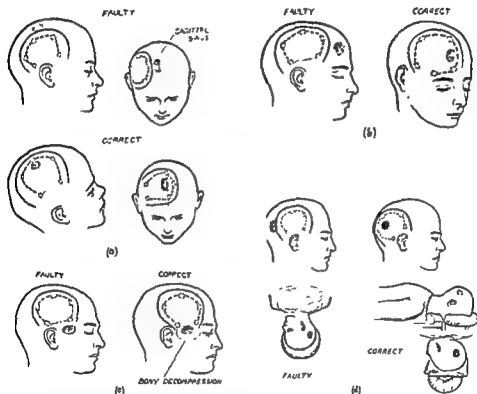 FAULTY
SAGITTAL
SINUS
CORRECT
(a)
FAULTY
CORRECT
(b)
FAULTY
CORRECT
BONY DECOMPRESSION
(c)
FAULTY
CORRECT
(d)